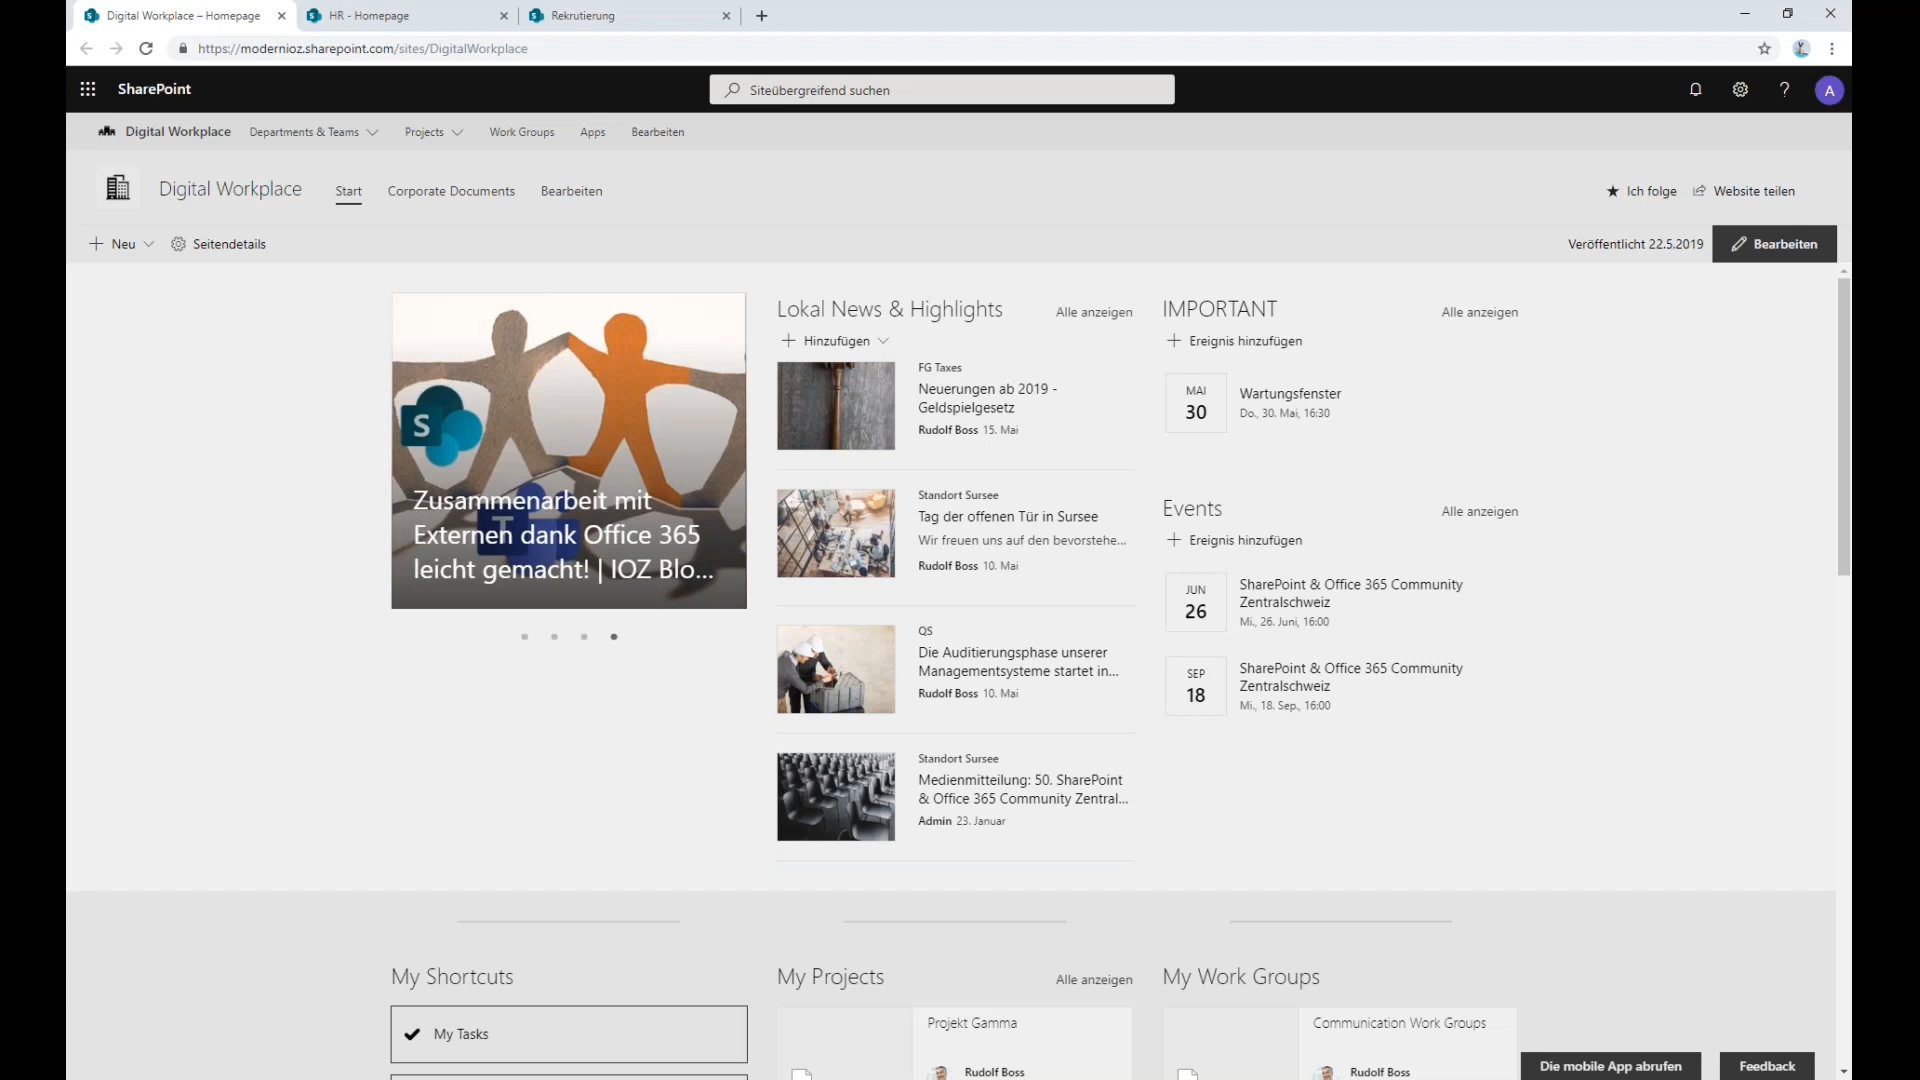 Digital Workplace – Homepage
HR - Homepage
Rekrutierung
https://modernioz.sharepoint.com/sites/DigitalWorkplace
SharePoint
Siteübergreifend suchen
A
Digital Workplace
Departments & Teams
Projects
Work Groups
Apps
Bearbeiten
Digital Workplace
Start
Corporate Documents
Bearbeiten
Ich folge
Website teilen
Neu
Seitendetails
Veröffentlicht 22.5.2019
Bearbeiten
S
T
Zusammenarbeit mit
Externen dank Office 365
leicht gemacht! | IOZ Blo...
Lokal News & Highlights
Alle anzeigen
Hinzufügen
FG Taxes
Neuerungen ab 2019 -
Geldspielgesetz
Rudolf Boss 15. Mai
Standort Sursee
Tag der offenen Tür in Sursee
Wir freuen uns auf den bevorstehe...
Rudolf Boss 10. Mai
QS
Die Auditierungsphase unserer
Managementsysteme startet in...
Rudolf Boss 10. Mai
Standort Sursee
Medienmitteilung: 50. SharePoint
& Office 365 Community Zentral...
Admin 23. Januar
IMPORTANT
Alle anzeigen
Ereignis hinzufügen
MAI
30
Wartungsfenster
Do., 30. Mai, 16:30
Events
Alle anzeigen
Ereignis hinzufügen
JUN
26
SharePoint & Office 365 Community
Zentralschweiz
Mi., 26. Juni, 16:00
SEP
18
SharePoint & Office 365 Community
Zentralschweiz
Mi., 18. Sep., 16:00
My Shortcuts
My Tasks
My Projects
Alle anzeigen
Projekt Gamma
Rudolf Boss
My Work Groups
Communication Work Groups
Rudolf Boss
Die mobile App abrufen
Feedback